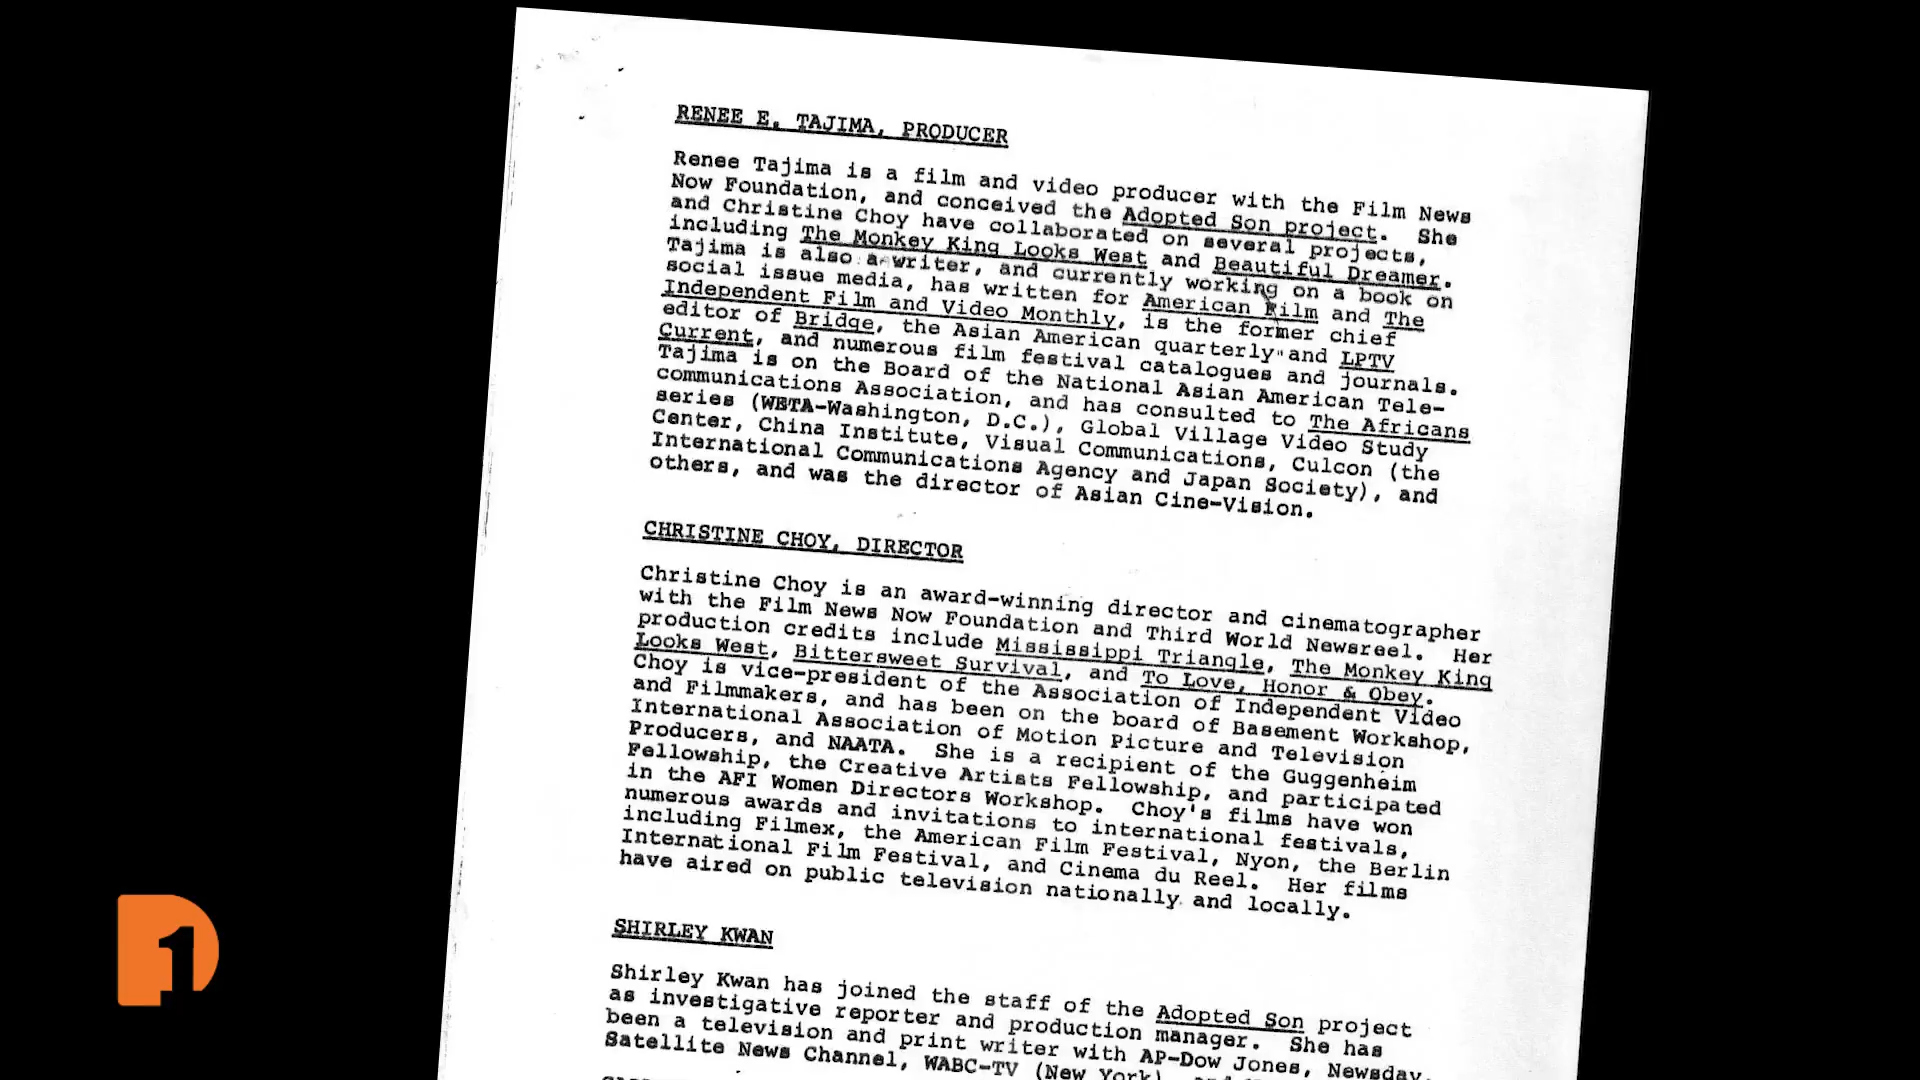 RENEE E. TAJIMA, PRODUCER
Renee Tajima is a film and video producer with the Film News
Now Foundation, and conceived the Adopted Son project. She
and Christine Choy have collaborated on several projects,
including The Monkey King Looks West and Beautiful Dreamer.
Tajima is also a writer, and currently working on a book on
social issue media, has written for American Film and The
Independent Film and Video Monthly, is the former chief
editor of Bridge, the Asian American quarterly and LPTV
Current, and numerous film festival catalogues and journals.
Tajima is on the Board of the National Asian American Tele-
communications Association, and has consulted to The Africans
series (WETA-Washington, D.C.), Global Village Video Study
Center, China Institute, Visual Communications, Culcon (the
International Communications Agency and Japan Society), and
others, and was the director of Asian Cine-Vision.
CHRISTINE CHOY, DIRECTOR
Christine Choy is an award-winning director and cinematographer
with the Film News Now Foundation and Third World Newsreel. Her
production credits include Mississippi Triangle, The Monkey King
Looks West, Bittersweet Survival, and To Love, Honor & Obey.
Choy is vice-president of the Association of Independent Video
and Filmmakers, and has been on the board of Basement Workshop,
International Association of Motion Picture and Television
Producers, and NAATA. She is a recipient of the Guggenheim
Fellowship, the Creative Artists Fellowship, and participated
in the AFI Women Directors Workshop. Choy's films have won
numerous awards and invitations to international festivals,
including Filmex, the American Film Festival, Nyon, the Berlin
International Film Festival, and Cinema du Reel. Her films
have aired on public television nationally and locally.
SHIRLEY KWAN
Shirley Kwan has joined the staff of the Adopted Son project
as investigative reporter and production manager. She has
been a television and print writer with AP-Dow Jones, Newsday,
Satellite News Channel, WABC-TV (New York), and
1